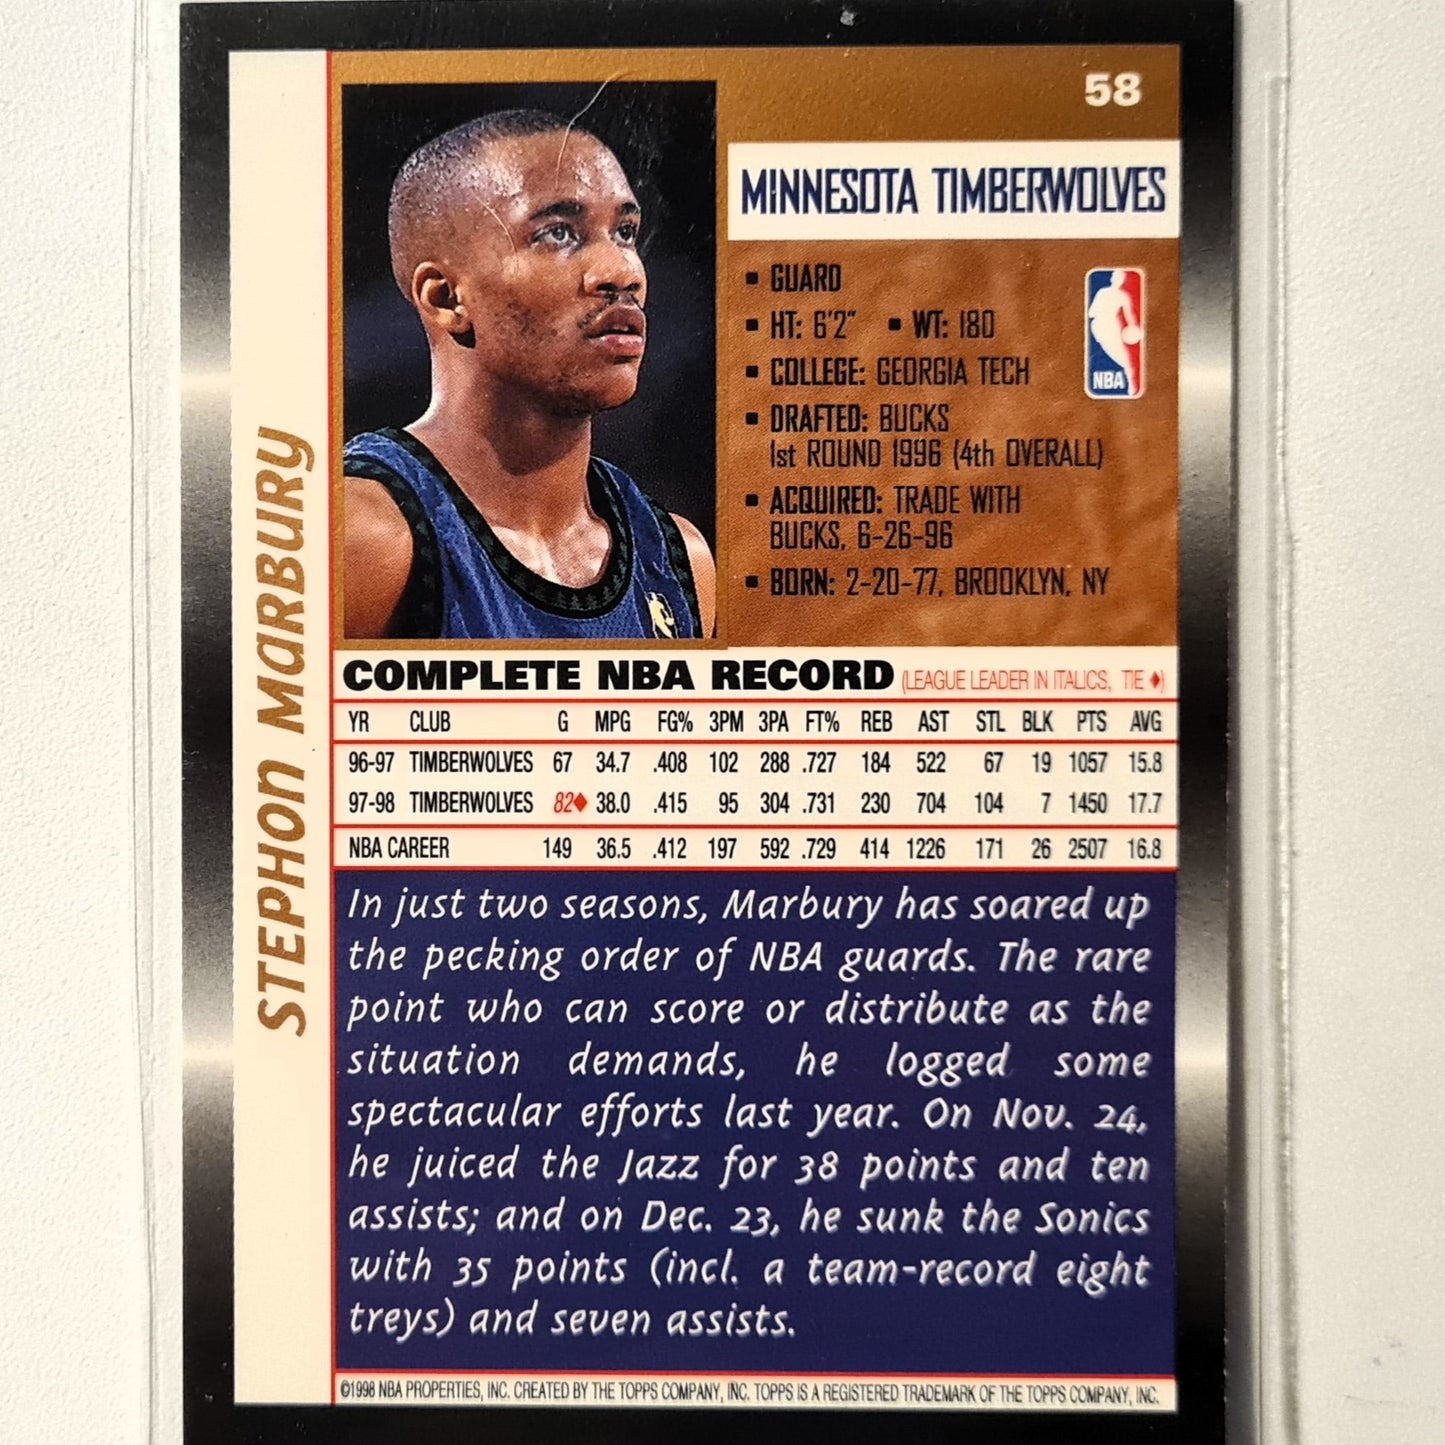 58
MINNESOTA TIMBERWOLVES
▪ GUARD
▪ HT: 6'2" ▪ WT: 180
▪ COLLEGE: GEORGIA TECH
▪ DRAFTED: BUCKS
1st ROUND 1996 (4th OVERALL)
▪ ACQUIRED: TRADE WITH
BUCKS, 6-26-96
▪ BORN: 2-20-77, BROOKLYN, NY
NBA
STEPHON MARBURY
COMPLETE NBA RECORD (LEAGUE LEADER IN ITALICS, TIE ♦)
YR CLUB G MPG FG% 3PM 3PA FT% REB AST STL BLK PTS AVG
96-97 TIMBERWOLVES 67 34.7 .408 102 288 .727 184 522 67 19 1057 15.8
97-98 TIMBERWOLVES 82♦ 38.0 .415 95 304 .731 230 704 104 7 1450 17.7
NBA CAREER 149 36.5 .412 197 592 .729 414 1226 171 26 2507 16.8
In just two seasons, Marbury has soared up
the pecking order of NBA guards. The rare
point who can score or distribute as the
situation demands, he logged some
spectacular efforts last year. On Nov. 24,
he juiced the Jazz for 38 points and ten
assists; and on Dec. 23, he sunk the Sonics
with 35 points (incl. a team-record eight
treys) and seven assists.
©1998 NBA PROPERTIES, INC. CREATED BY THE TOPPS COMPANY, INC. TOPPS IS A REGISTERED TRADEMARK OF THE TOPPS COMPANY, INC.